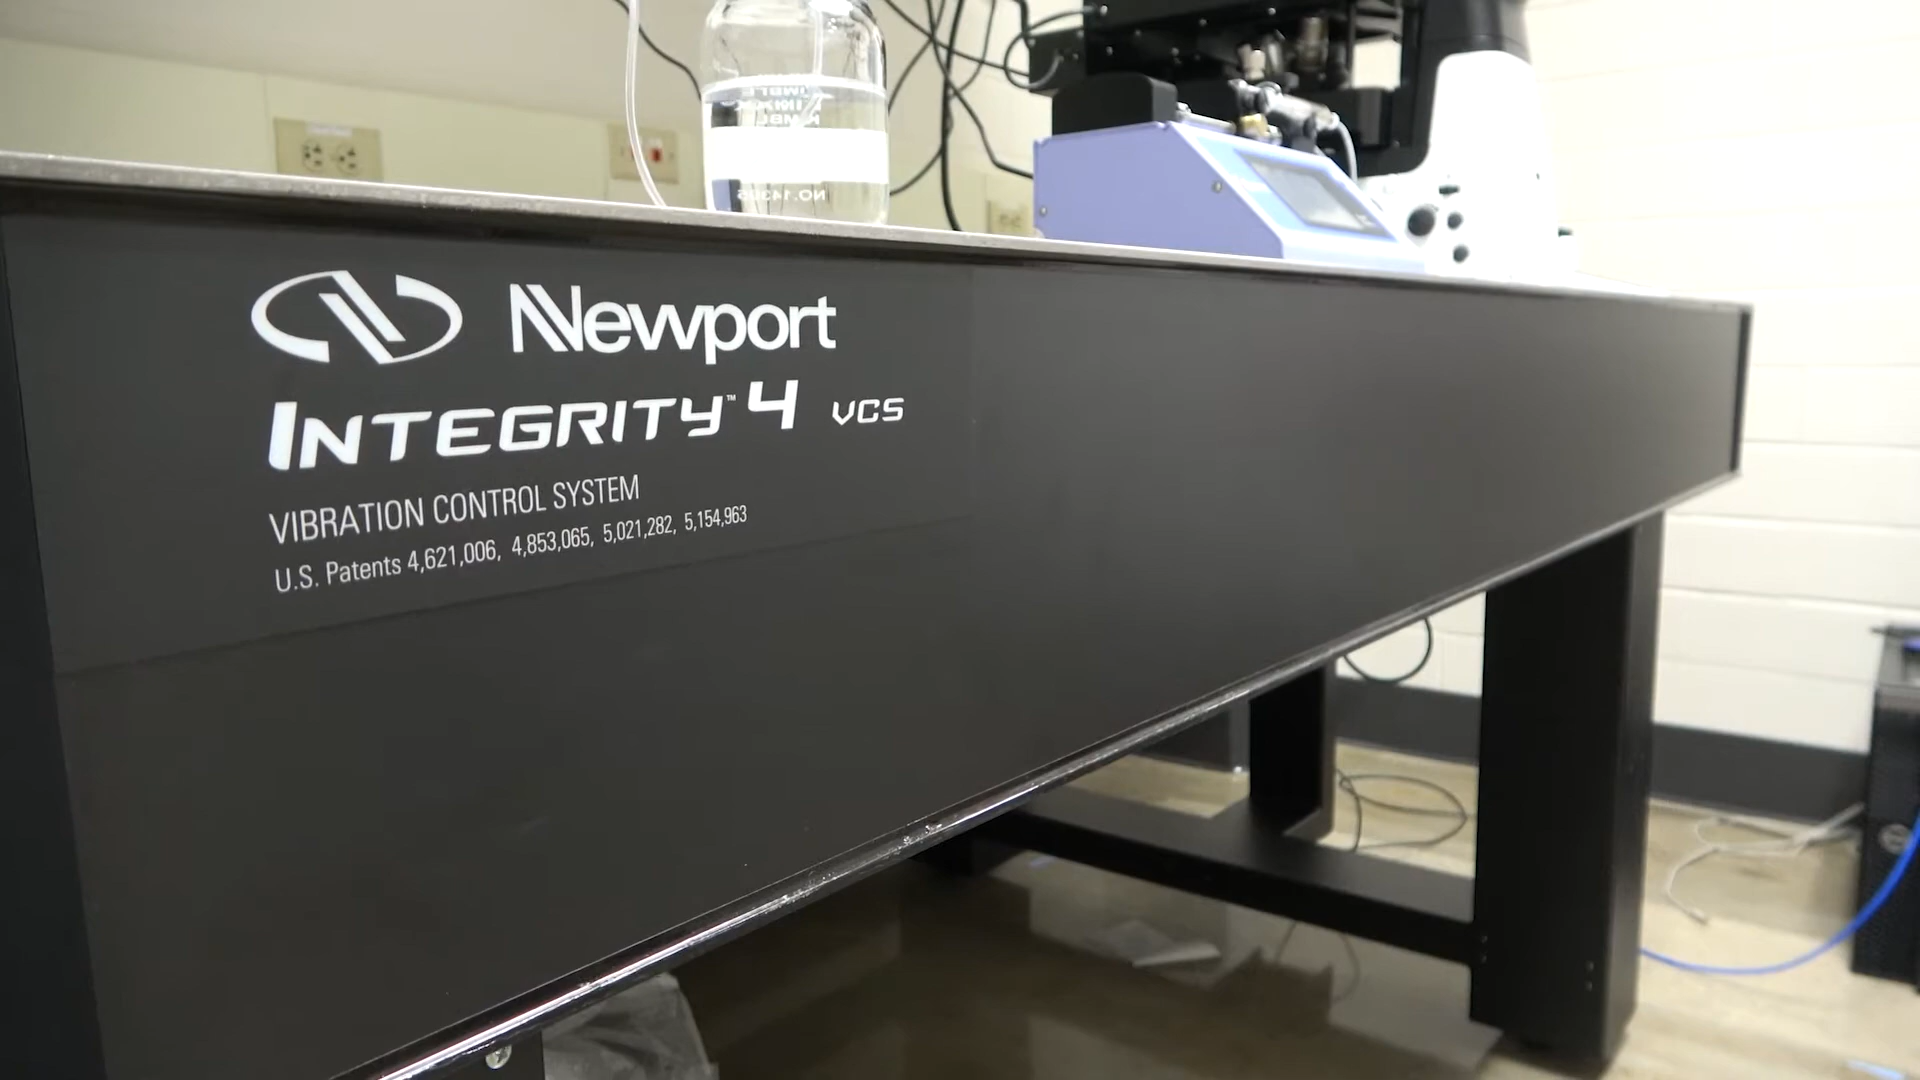 Newport
INTEGRITY™ 4 VCS
VIBRATION CONTROL SYSTEM
U.S. Patents 4,621,006, 4,853,065, 5,021,282, 5,154,963